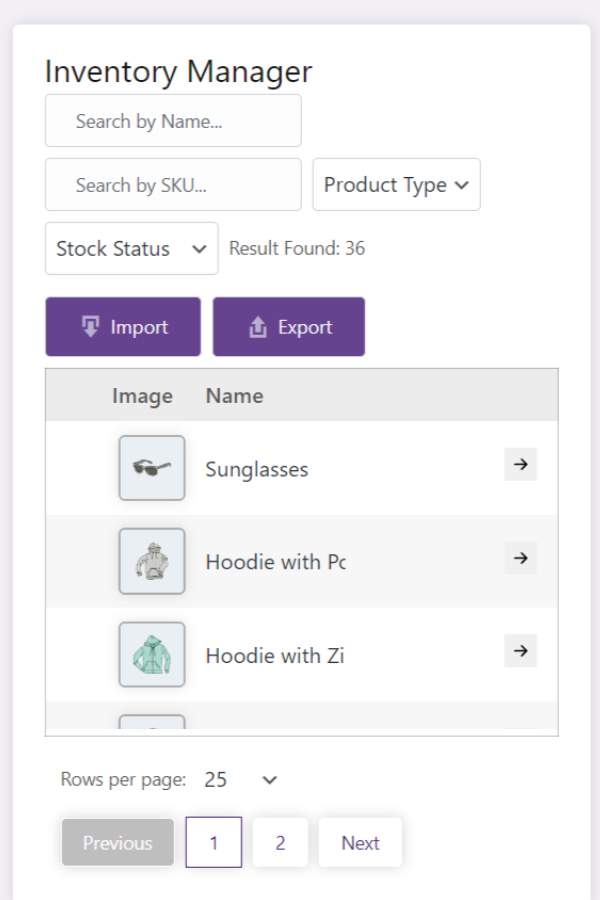 Inventory Manager
Search by Name...
Search by SKU... Product Type
Stock Status Result Found: 36
Import Export
Image Name
Sunglasses
Hoodie with Pc
Hoodie with Zi
Rows per page: 25
Previous 1 2 Next